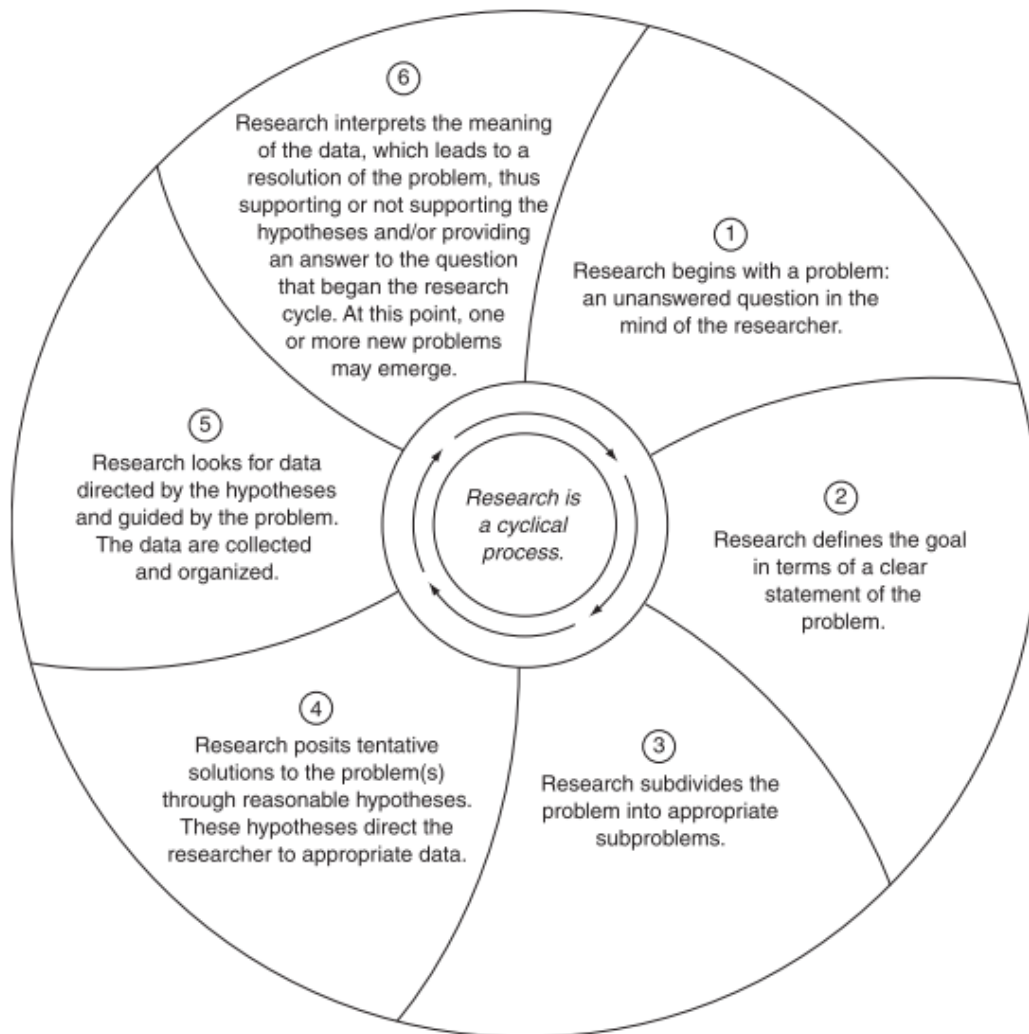 6
Research interprets the meaning
of the data, which leads to a
resolution of the problem, thus
supporting or not supporting the
hypotheses and/or providing
an answer to the question
that began the research
cycle. At this point, one
or more new problems
may emerge.
1
Research begins with a problem:
an unanswered question in the
mind of the researcher.
5
Research looks for data
directed by the hypotheses
and guided by the problem.
The data are collected
and organized.
Research is
a cyclical
process.
2
Research defines the goal
in terms of a clear
statement of the
problem.
4
Research posits tentative
solutions to the problem(s)
through reasonable hypotheses.
These hypotheses direct the
researcher to appropriate data.
3
Research subdivides the
problem into appropriate
subproblems.